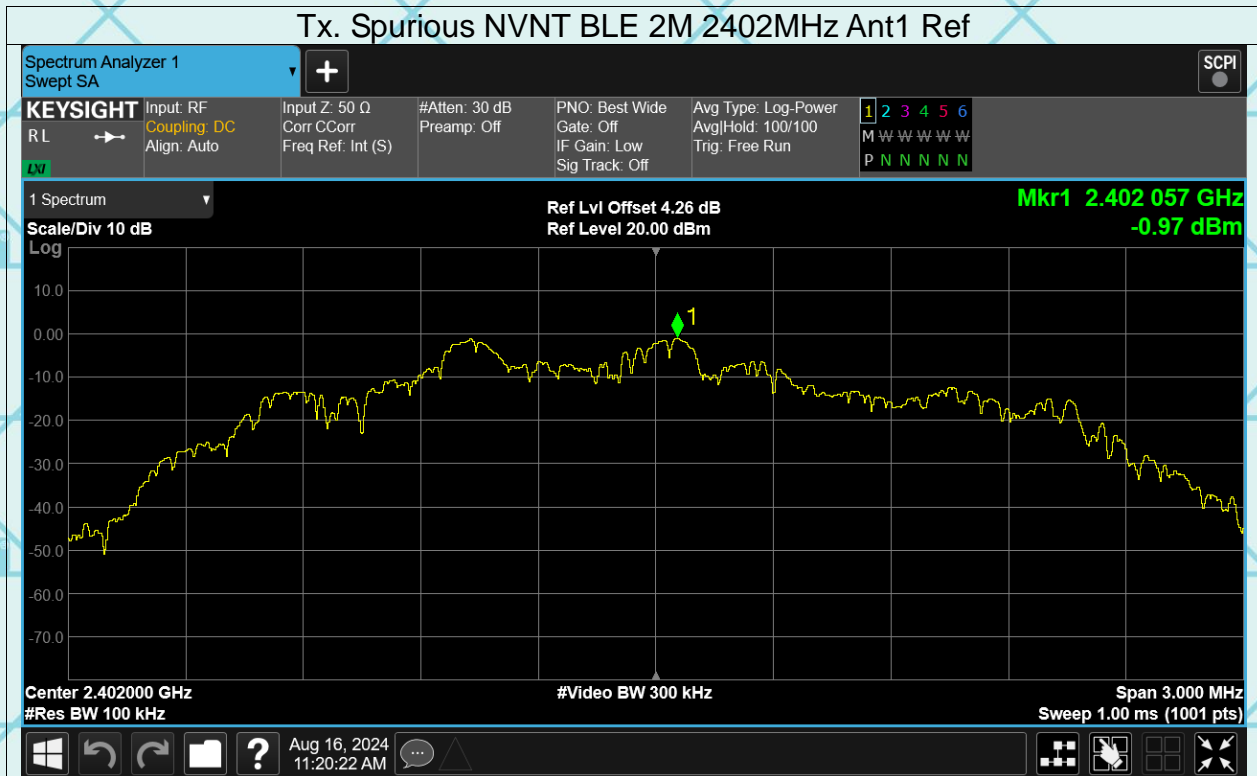 Tx. Spurious NVNT BLE 2M 2402MHz Ant1 Ref
Spectrum Analyzer 1
Swept SA
+
SCPI
KEYSIGHT
RL
LXI
Input: RF
Coupling: DC
Align: Auto
Input Z: 50 Ω
Corr CCorr
Freq Ref: Int (S)
#Atten: 30 dB
Preamp: Off
PNO: Best Wide
Gate: Off
IF Gain: Low
Sig Track: Off
Avg Type: Log-Power
Avg|Hold: 100/100
Trig: Free Run
1 2 3 4 5 6
M W W W W W
P N N N N N
1 Spectrum
Scale/Div 10 dB
Ref Lvl Offset 4.26 dB
Ref Level 20.00 dBm
Mkr1 2.402 057 GHz
-0.97 dBm
Log
10.0
0.00
-10.0
-20.0
-30.0
-40.0
-50.0
-60.0
-70.0
1
Center 2.402000 GHz
#Res BW 100 kHz
#Video BW 300 kHz
Span 3.000 MHz
Sweep 1.00 ms (1001 pts)
?
Aug 16, 2024
11:20:22 AM